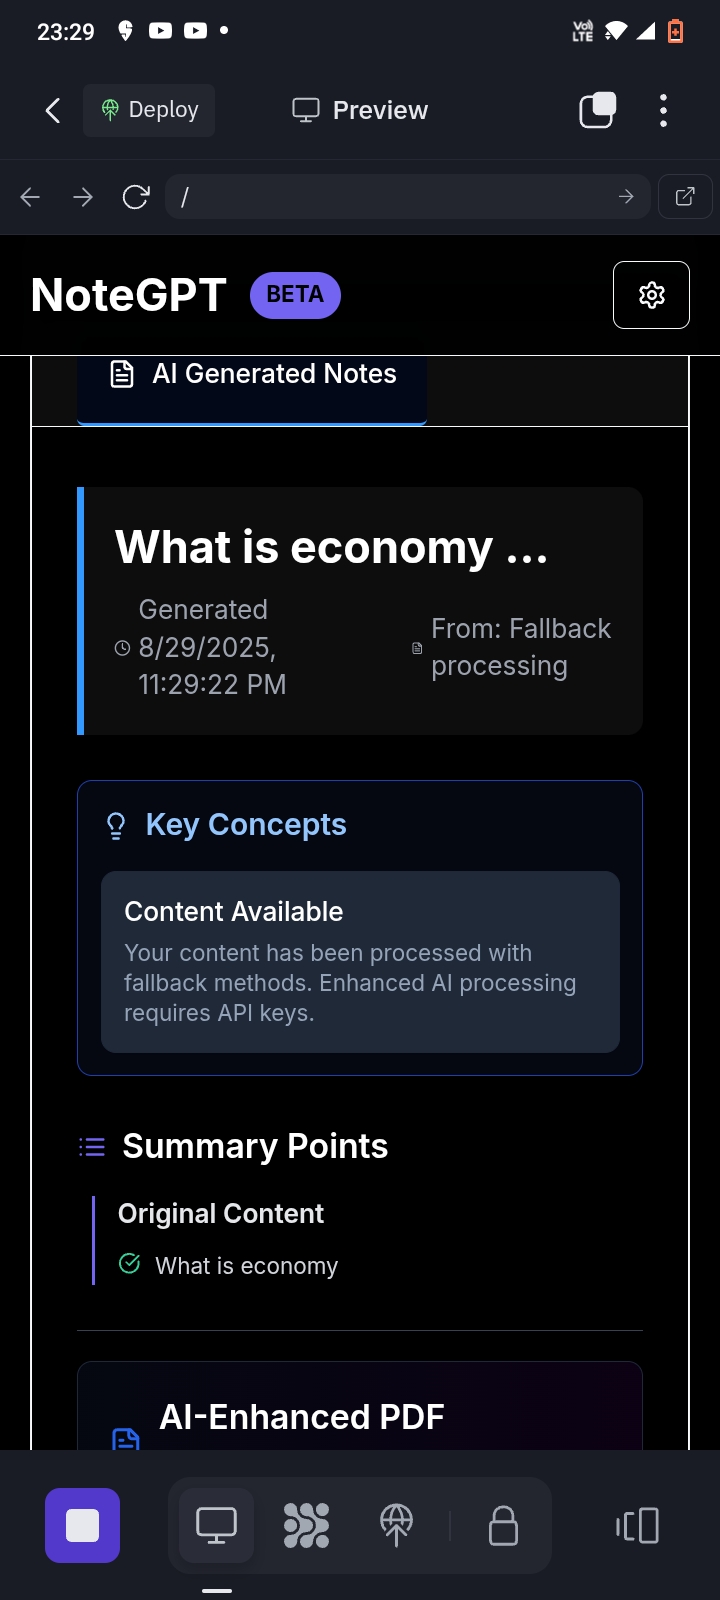 23:29
Vo) LTE
Deploy
Preview
/
NoteGPT
BETA
AI Generated Notes
What is economy ...
Generated
8/29/2025,
11:29:22 PM
From: Fallback
processing
Key Concepts
Content Available
Your content has been processed with
fallback methods. Enhanced AI processing
requires API keys.
Summary Points
Original Content
What is economy
AI-Enhanced PDF